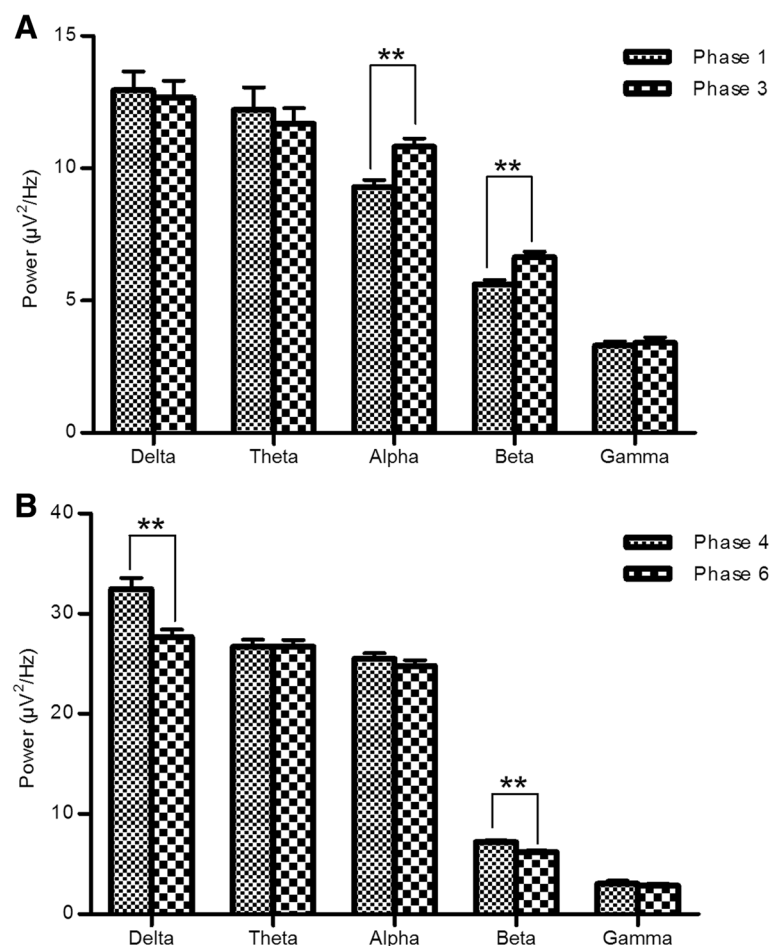 A
Power (µV²/Hz)
15
10
5
0
**
**
Phase 1
Phase 3
Delta Theta Alpha Beta Gamma
B
Power (µV²/Hz)
40
30
20
10
0
**
**
Phase 4
Phase 6
Delta Theta Alpha Beta Gamma